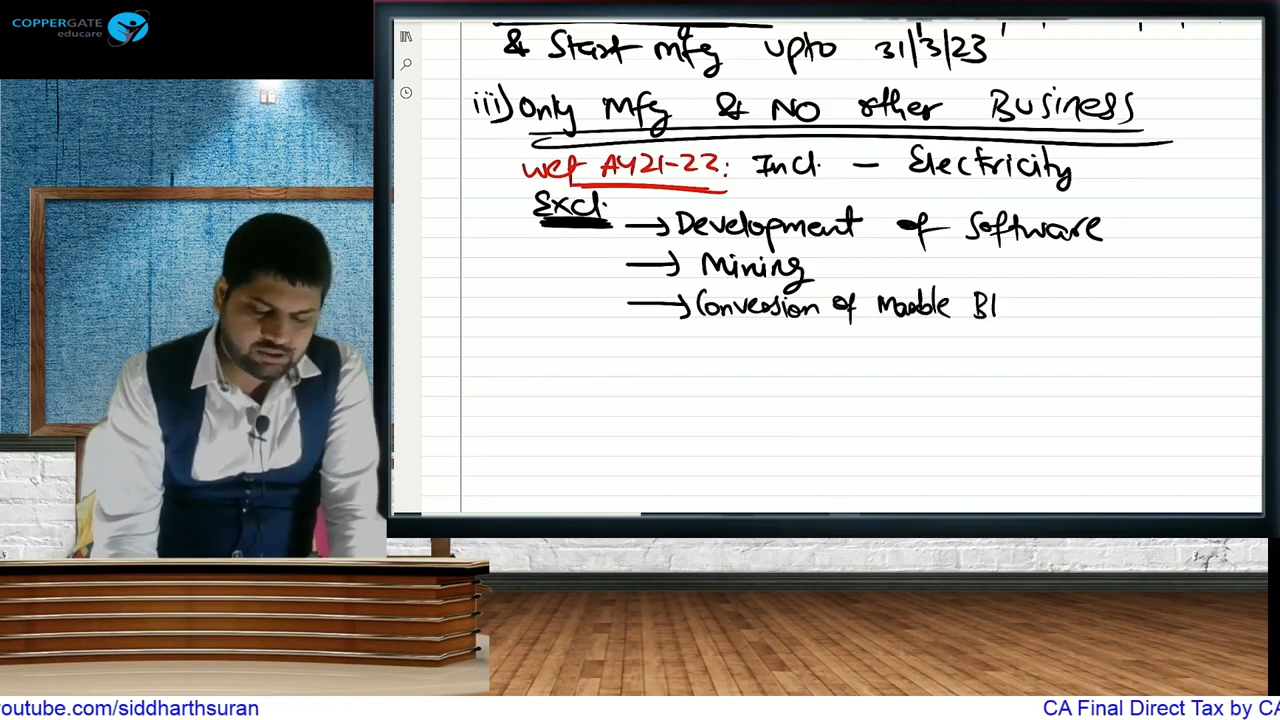 COPPERGATE
educare
& Start mfg upto 31/3/23
iii) Only mfg & NO other Business
wef AY21-22: Incl. – Electricity
Excl.
→ Development of Software
→ Mining
→ Conversion of Marble Bl
outube.com/siddharthsuran
CA Final Direct Tax by CA